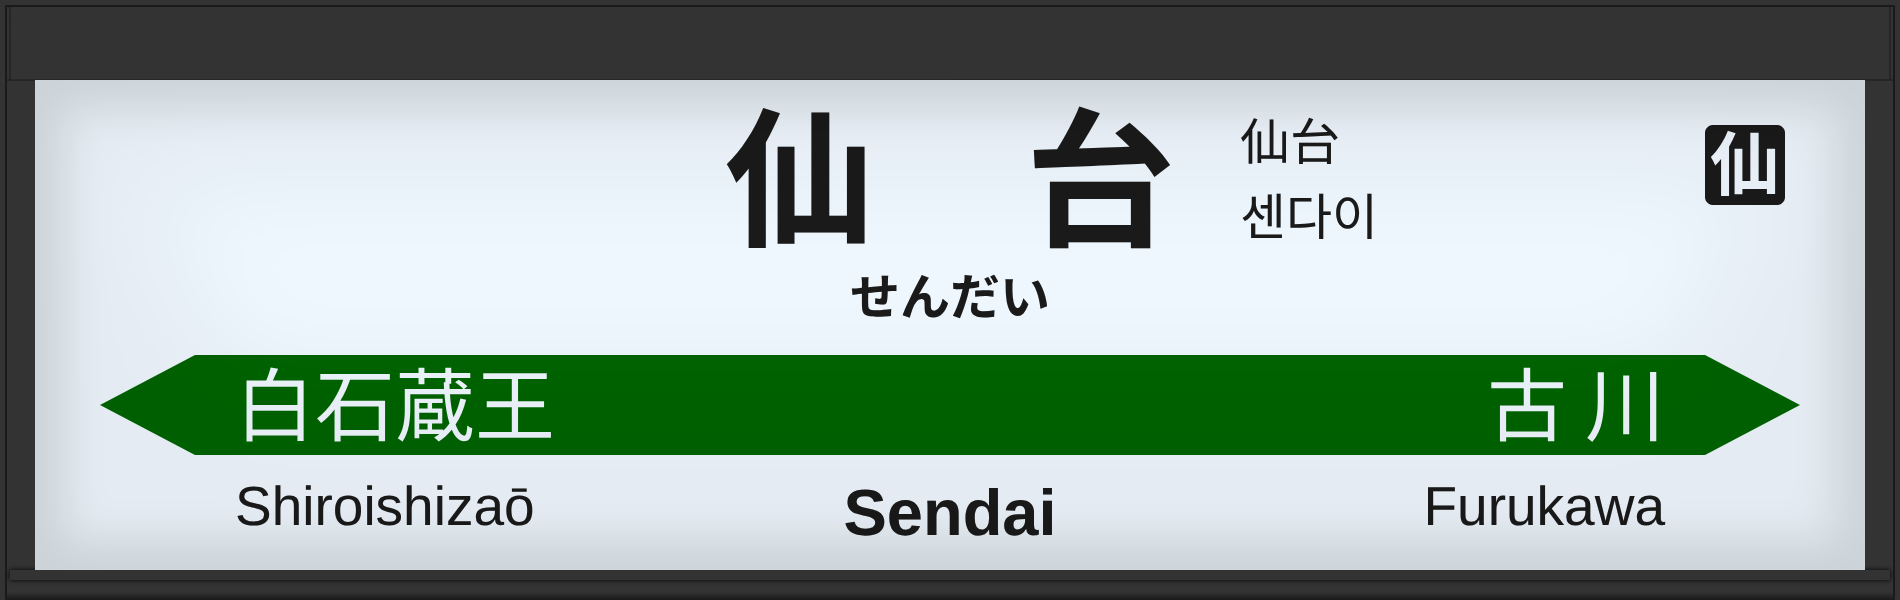 仙台
仙台
센다이
仙
せんだい
白石蔵王
古川
Shiroishizaō
Sendai
Furukawa